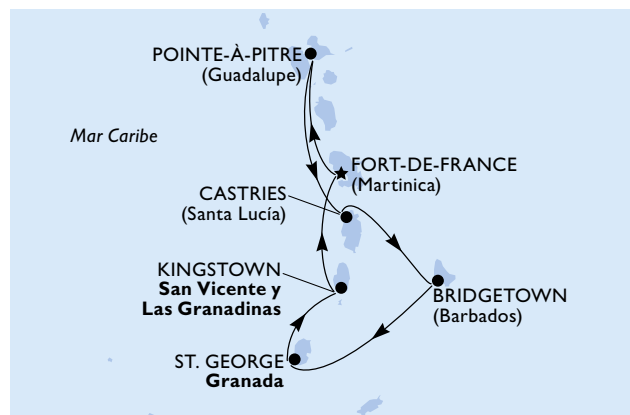 POINTE-À-PITRE
(Guadalupe)
Mar Caribe
FORT-DE-FRANCE
(Martinica)
CASTRIES
(Santa Lucía)
KINGSTOWN
San Vicente y
Las Granadinas
BRIDGETOWN
(Barbados)
ST. GEORGE
Granada